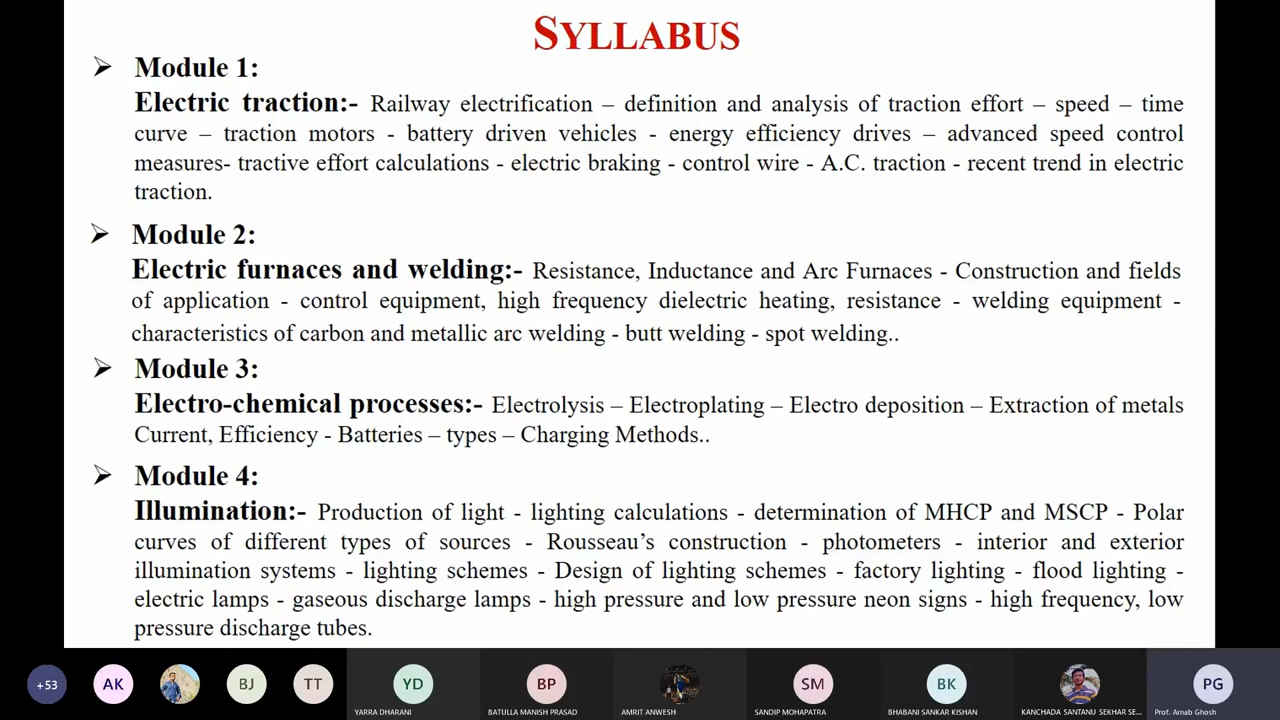 SYLLABUS
➢ Module 1:
Electric traction:- Railway electrification – definition and analysis of traction effort – speed – time
curve – traction motors - battery driven vehicles - energy efficiency drives – advanced speed control
measures- tractive effort calculations - electric braking - control wire - A.C. traction - recent trend in electric
traction.
➢ Module 2:
Electric furnaces and welding:- Resistance, Inductance and Arc Furnaces - Construction and fields
of application - control equipment, high frequency dielectric heating, resistance - welding equipment -
characteristics of carbon and metallic arc welding - butt welding - spot welding..
➢ Module 3:
Electro-chemical processes:- Electrolysis – Electroplating – Electro deposition – Extraction of metals
Current, Efficiency - Batteries – types – Charging Methods..
➢ Module 4:
Illumination:- Production of light - lighting calculations - determination of MHCP and MSCP - Polar
curves of different types of sources - Rousseau's construction - photometers - interior and exterior
illumination systems - lighting schemes - Design of lighting schemes - factory lighting - flood lighting -
electric lamps - gaseous discharge lamps - high pressure and low pressure neon signs - high frequency, low
pressure discharge tubes.
+53 AK BJ TT YD BP SM BK PG
YARRA DHARANI BATULLA MANISH PRASAD AMRIT ANWESH SANDIP MOHAPATRA BHABANI SANKAR KISHAN KANCHADA SANTANU SEKHAR SE... Prof. Arnab Ghosh